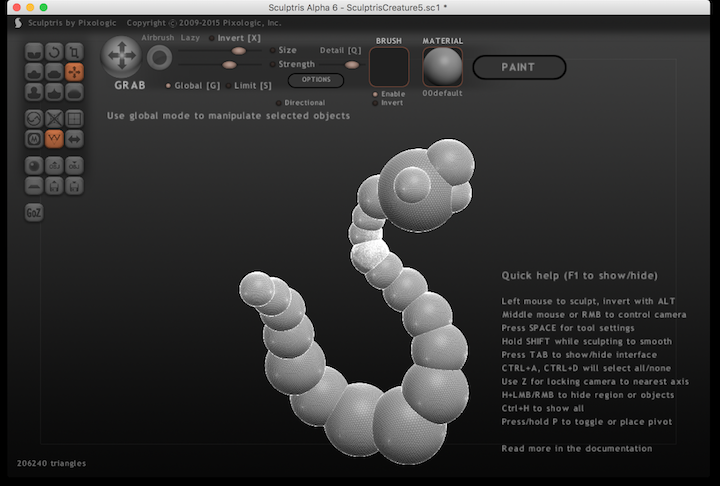 Sculptris Alpha 6 - SculptrisCreature5.sc1 *
Sculptris by Pixologic Copyright ©2009-2015 Pixologic, Inc.
Airbrush Lazy Invert [X]
Size Detail [Q]
Strength
GRAB
Global [G] Limit [S]
OPTIONS
Directional
BRUSH
Enable
Invert
MATERIAL
00default
PAINT
Use global mode to manipulate selected objects
M
W
OBJ OBJ
GoZ
Quick help (F1 to show/hide)
Left mouse to sculpt, invert with ALT
Middle mouse or RMB to control camera
Press SPACE for tool settings
Hold SHIFT while sculpting to smooth
Press TAB to show/hide interface
CTRL+A, CTRL+D will select all/none
Use Z for locking camera to nearest axis
H+LMB/RMB to hide region or objects
Ctrl+H to show all
Press/hold P to toggle or place pivot
Read more in the documentation
206240 triangles